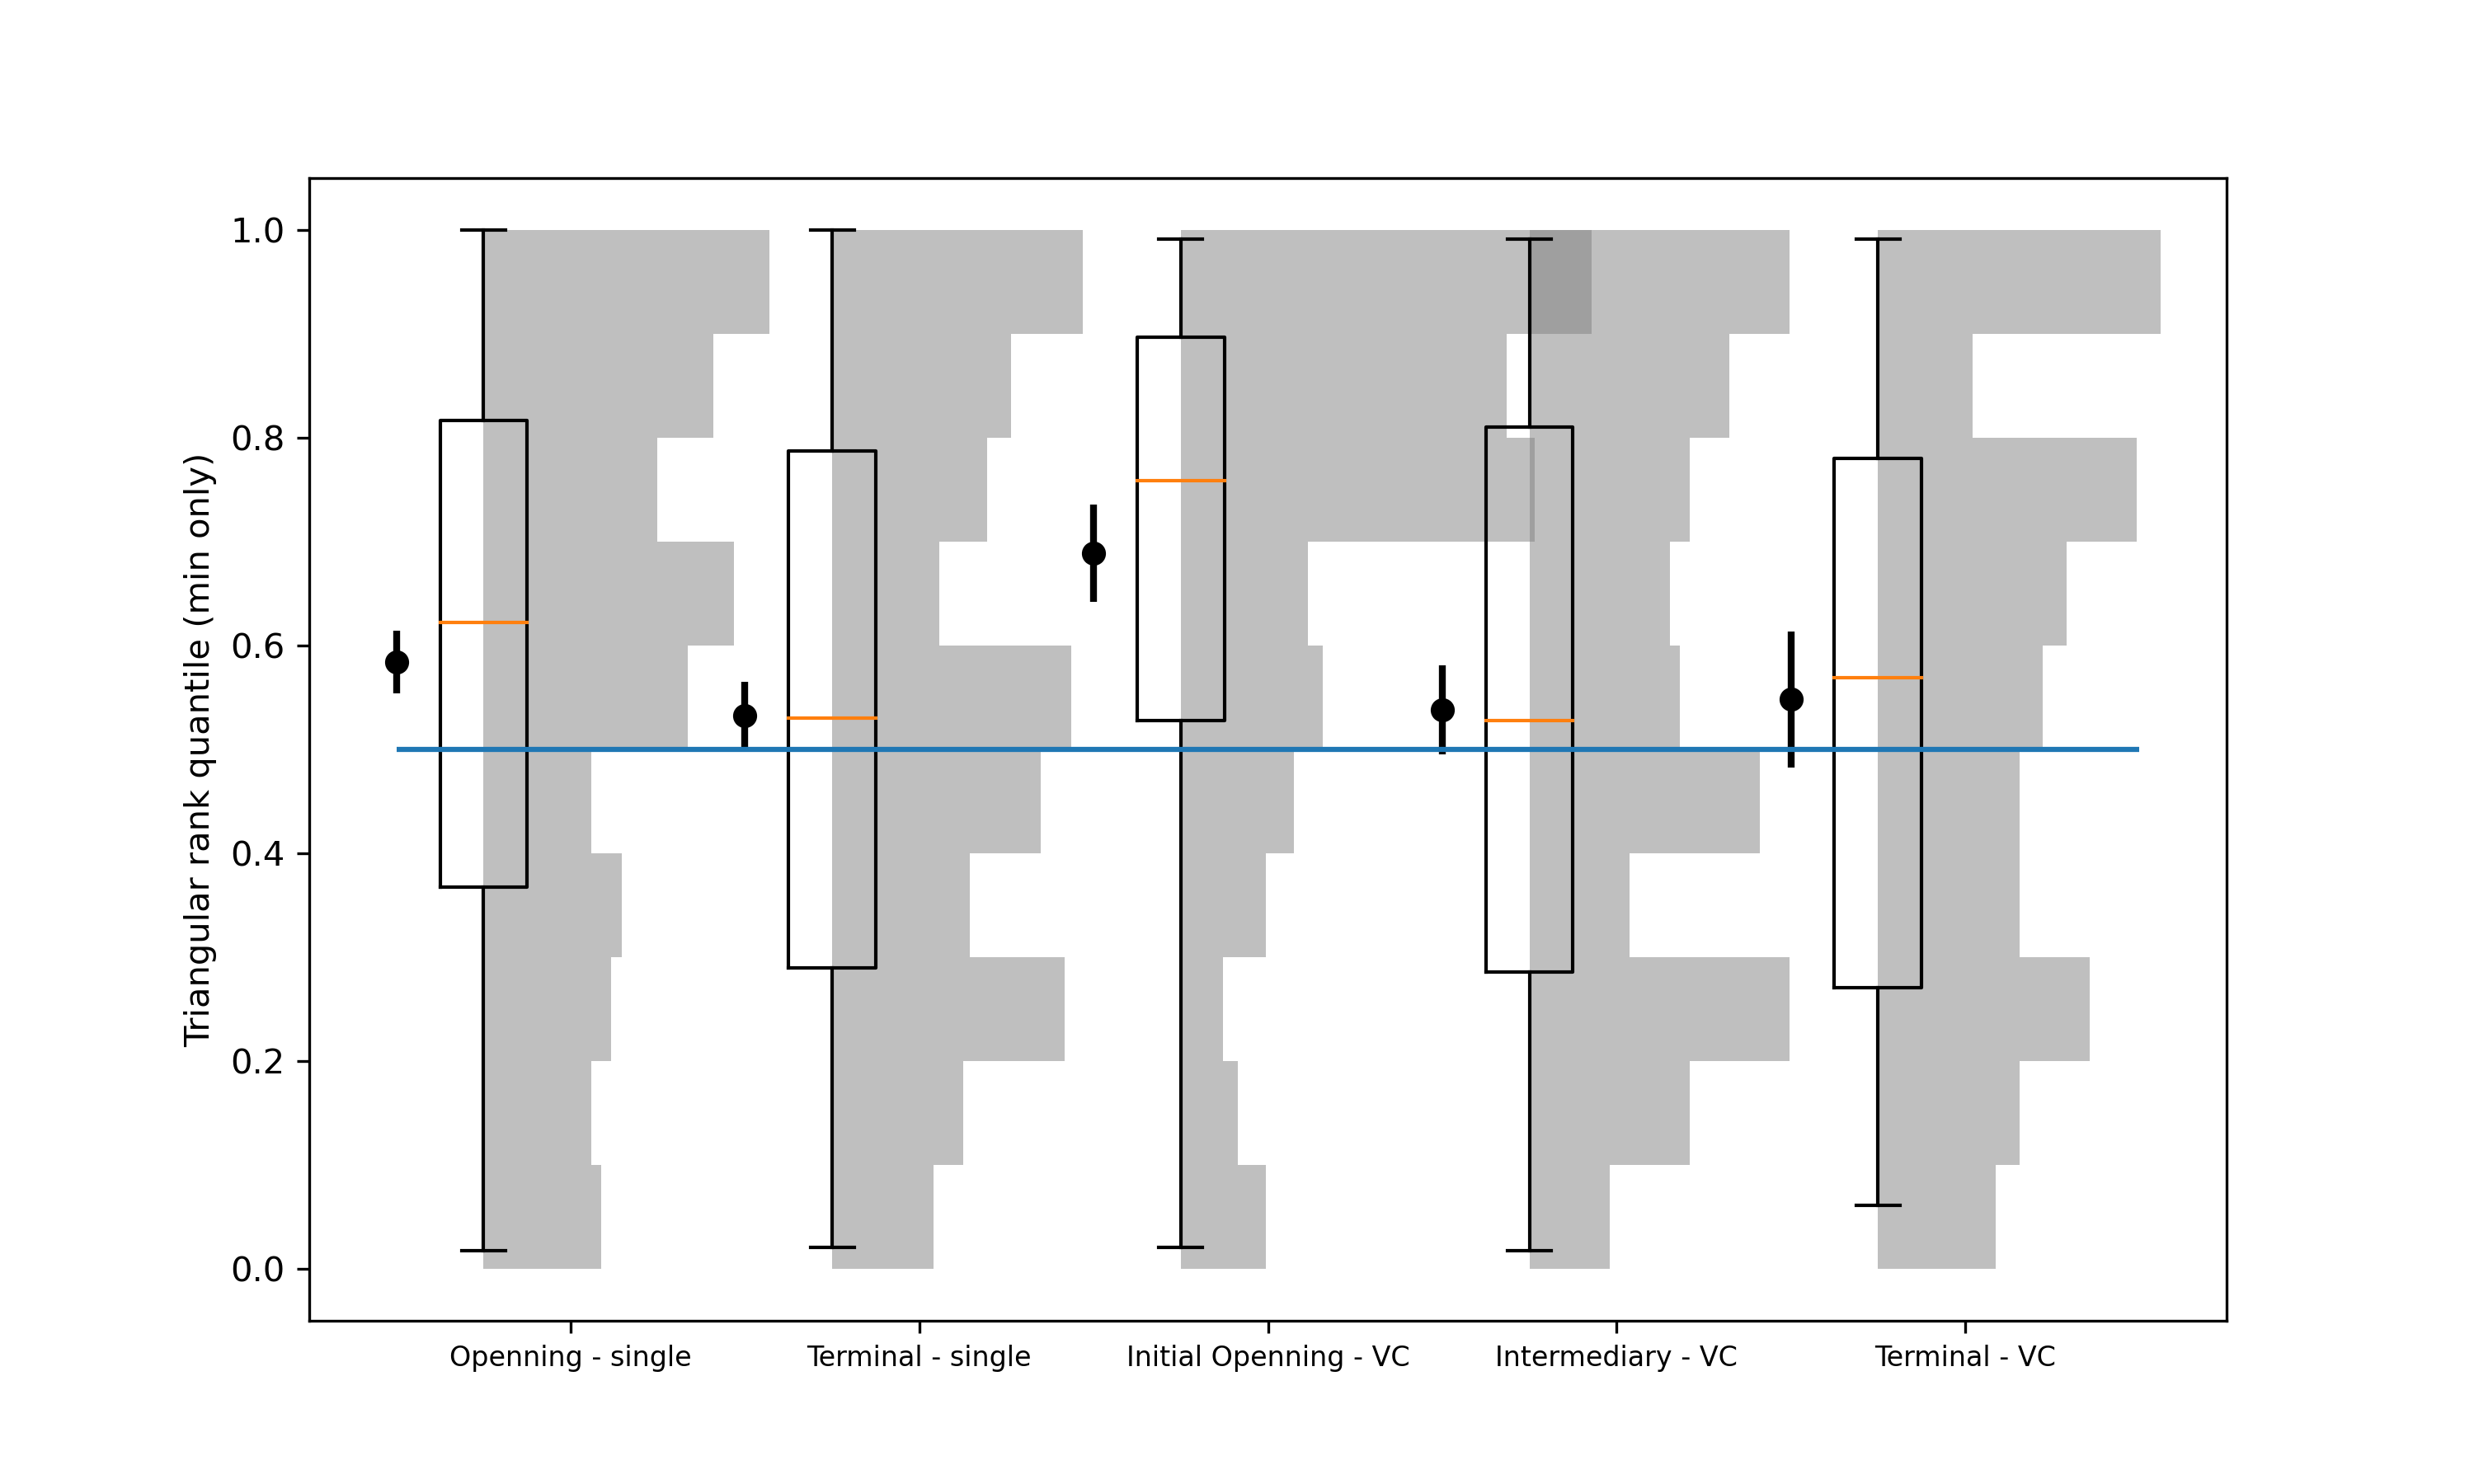 Triangular rank quantile (min only)
1.0
0.8
0.6
0.4
0.2
0.0
Openning - single
Terminal - single
Initial Openning - VC
Intermediary - VC
Terminal - VC